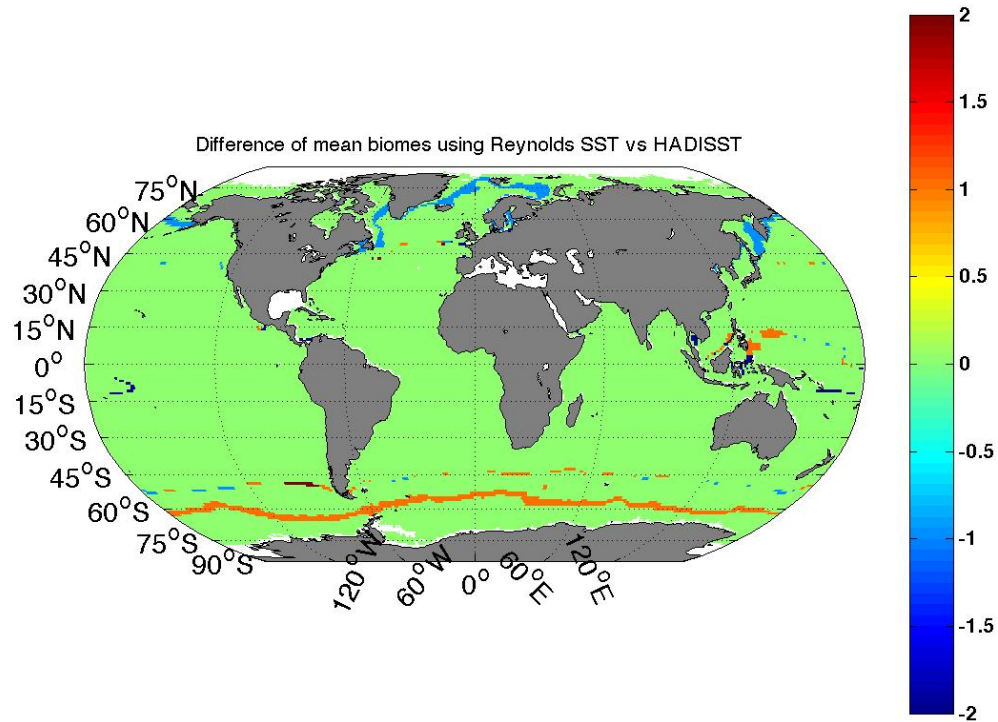 Difference of mean biomes using Reynolds SST vs HADISST
75°N
60°N
45°N
30°N
15°N
0°
15°S
30°S
45°S
60°S
75°S
90°S
120°W
60°W
0°
60°E
120°E
2
1.5
1
0.5
0
-0.5
-1
-1.5
-2